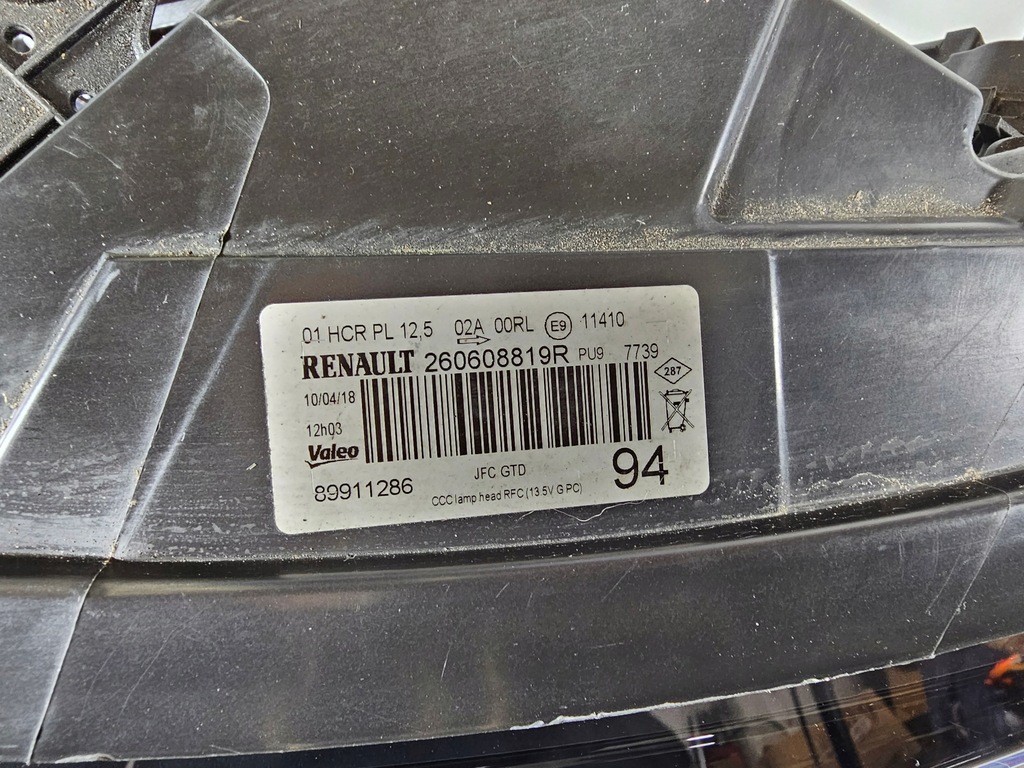 01 HCR PL 12,5 02A 00RL E9 11410
RENAULT 260608819R PU9 7739
287
10/04/18
12h03
Valeo
JFC GTD
94
89911286
CCC lamp head RFC (13.5V G PC)